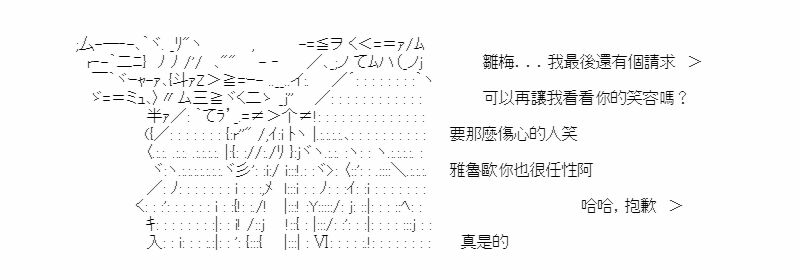 雛梅... 我最後還有個請求 ＞
可以再讓我看看你的笑容嗎？
要那麼傷心的人笑
雅魯歐你也很任性阿
哈哈，抱歉 ＞
真是的